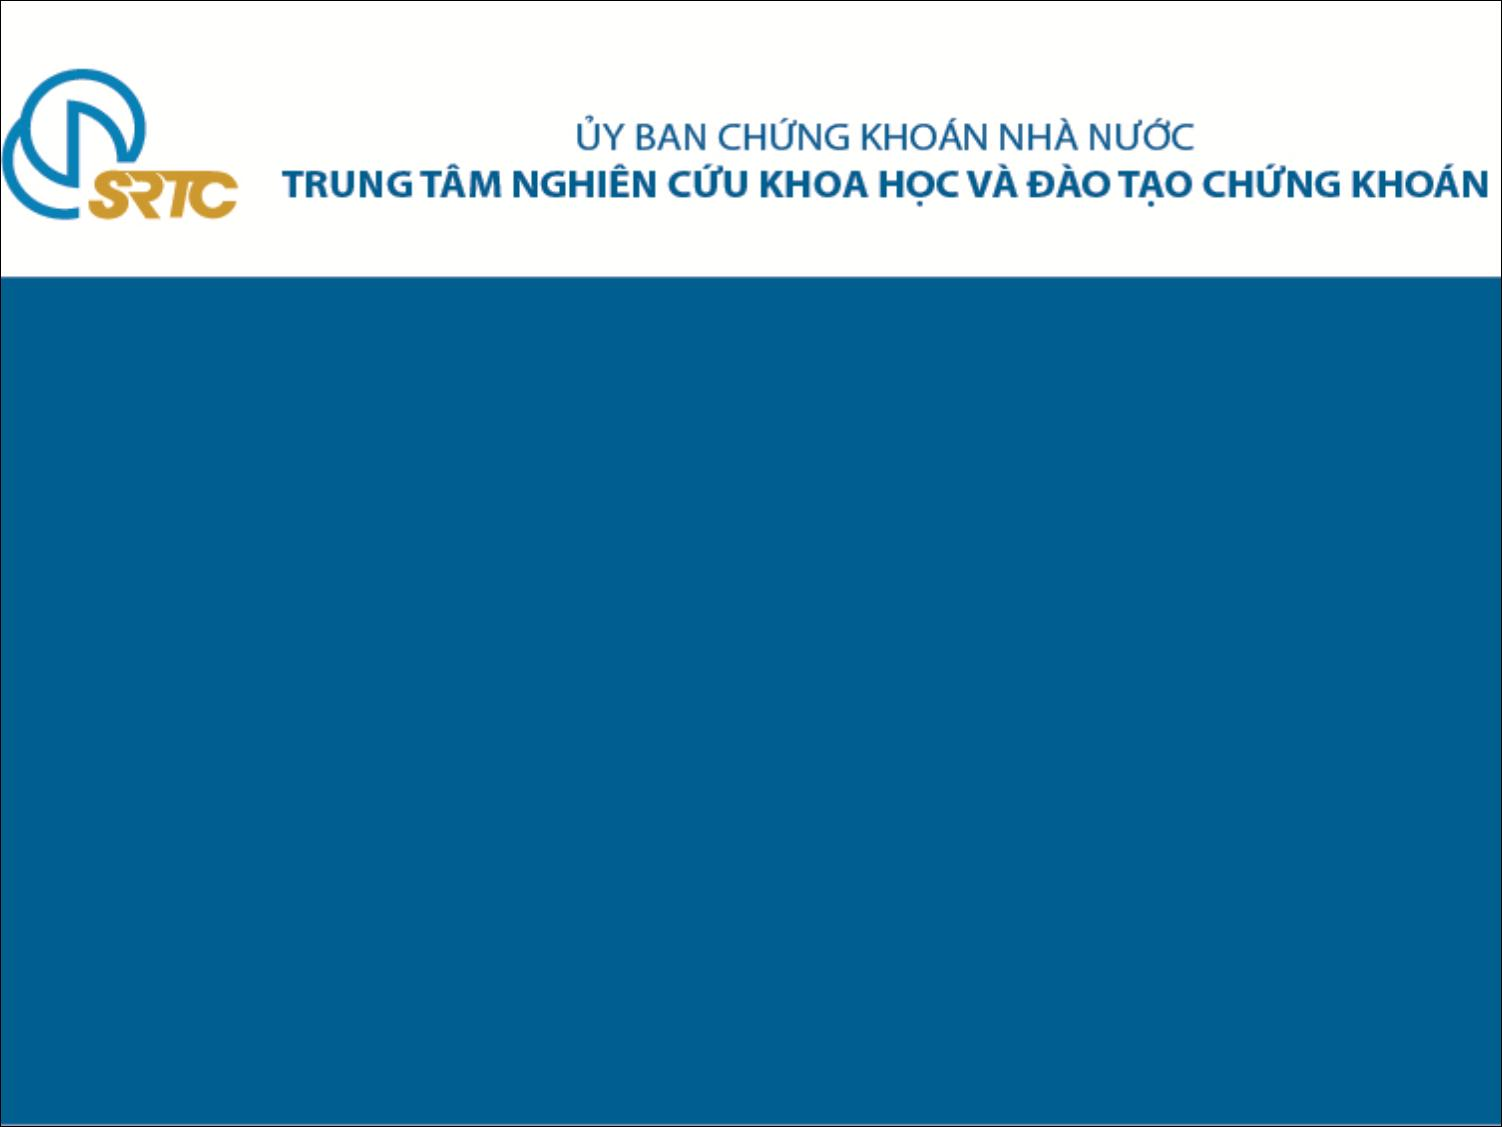 ỦY BAN CHỨNG KHOÁN NHÀ NƯỚC
SRTC
TRUNG TÂM NGHIÊN CỨU KHOA HỌC VÀ ĐÀO TẠO CHỨNG KHOÁN